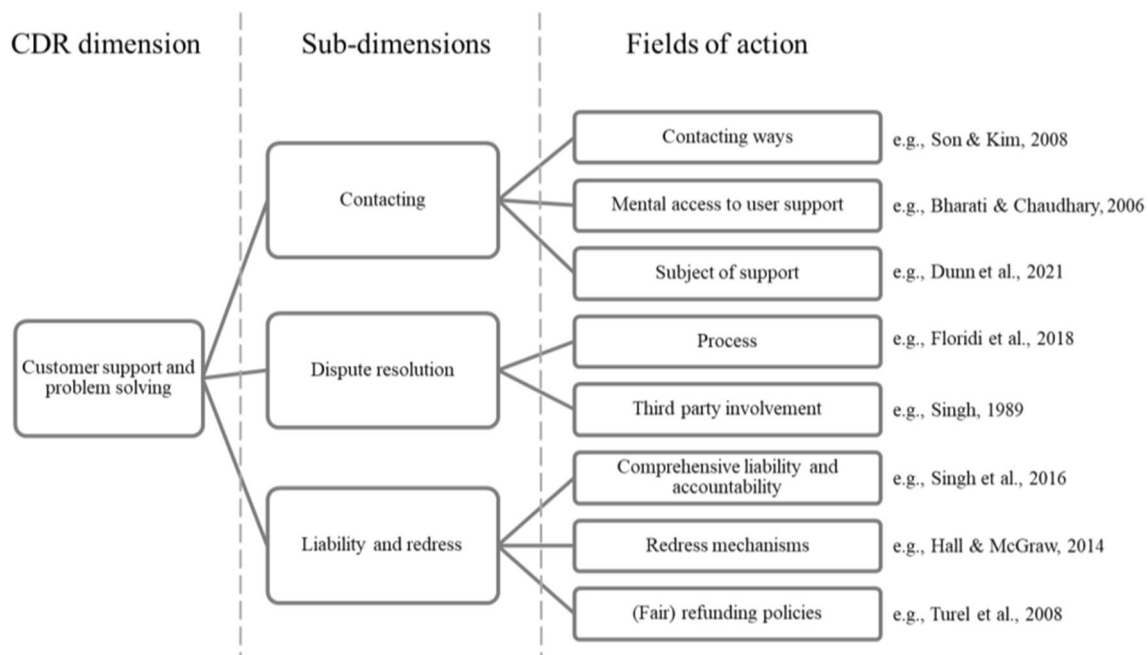 CDR dimension
Sub-dimensions
Fields of action
Customer support and
problem solving
Contacting
Contacting ways
e.g., Son & Kim, 2008
Mental access to user support
e.g., Bharati & Chaudhary, 2006
Subject of support
e.g., Dunn et al., 2021
Dispute resolution
Process
e.g., Floridi et al., 2018
Third party involvement
e.g., Singh, 1989
Liability and redress
Comprehensive liability and
accountability
e.g., Singh et al., 2016
Redress mechanisms
e.g., Hall & McGraw, 2014
(Fair) refunding policies
e.g., Turel et al., 2008